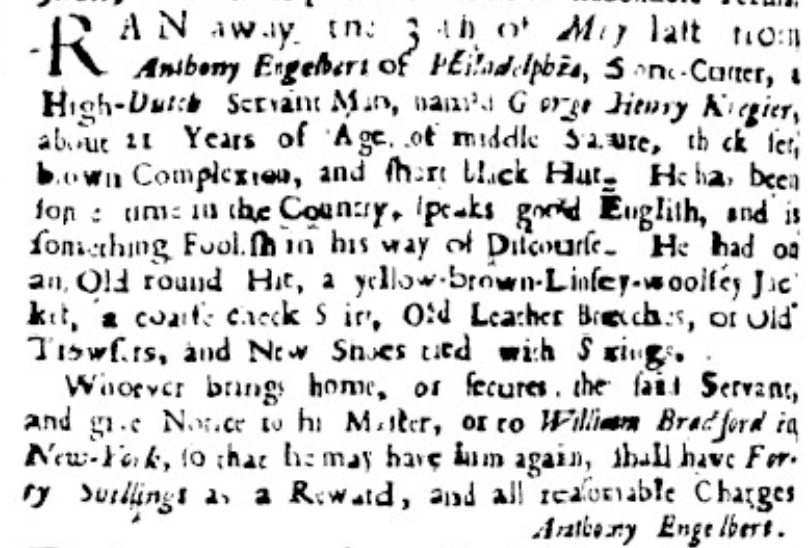 RAN away the 3 th of May last from
Anthony Engelbert of Philadelphia, Stone-Cutter, a
High-Dutch Servant Man, named George Henry
about 21 Years of Age, of middle Stature, thick set,
brown Complexion, and short black Hair. He has been
some time in the Country, speaks good English, and is
something Foolish in his way of Discourse. He had on
an Old round Hat, a yellow-brown-Linsey-woolsey Jac
ket, a coarse check Shirt, Old Leather Breeches, or Old
Trowsers, and New Shoes tied with Strings.
Whoever brings home, or secures the said Servant,
and give Notice to his Master, or to William Bradford in
New-York, so that he may have him again, shall have For-
ty Shillings as a Reward, and all reasonable Charges
Anthony Engelbert.